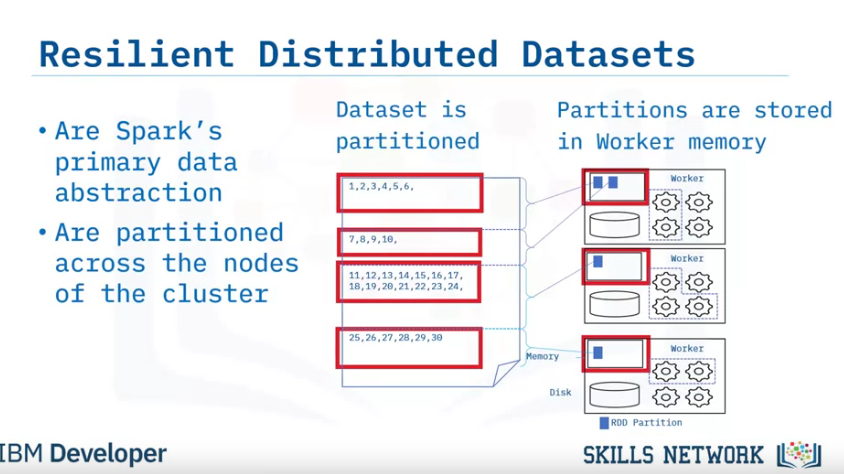 Resilient Distributed Datasets
• Are Spark's
primary data
abstraction
• Are partitioned
across the nodes
of the cluster
Dataset is
partitioned
1,2,3,4,5,6,
7,8,9,10,
11,12,13,14,15,16,17,
18,19,20,21,22,23,24,
25,26,27,28,29,30
Partitions are stored
in Worker memory
Worker
Worker
Worker
Memory
Disk
RDD Partition
IBM Developer
SKILLS NETWORK